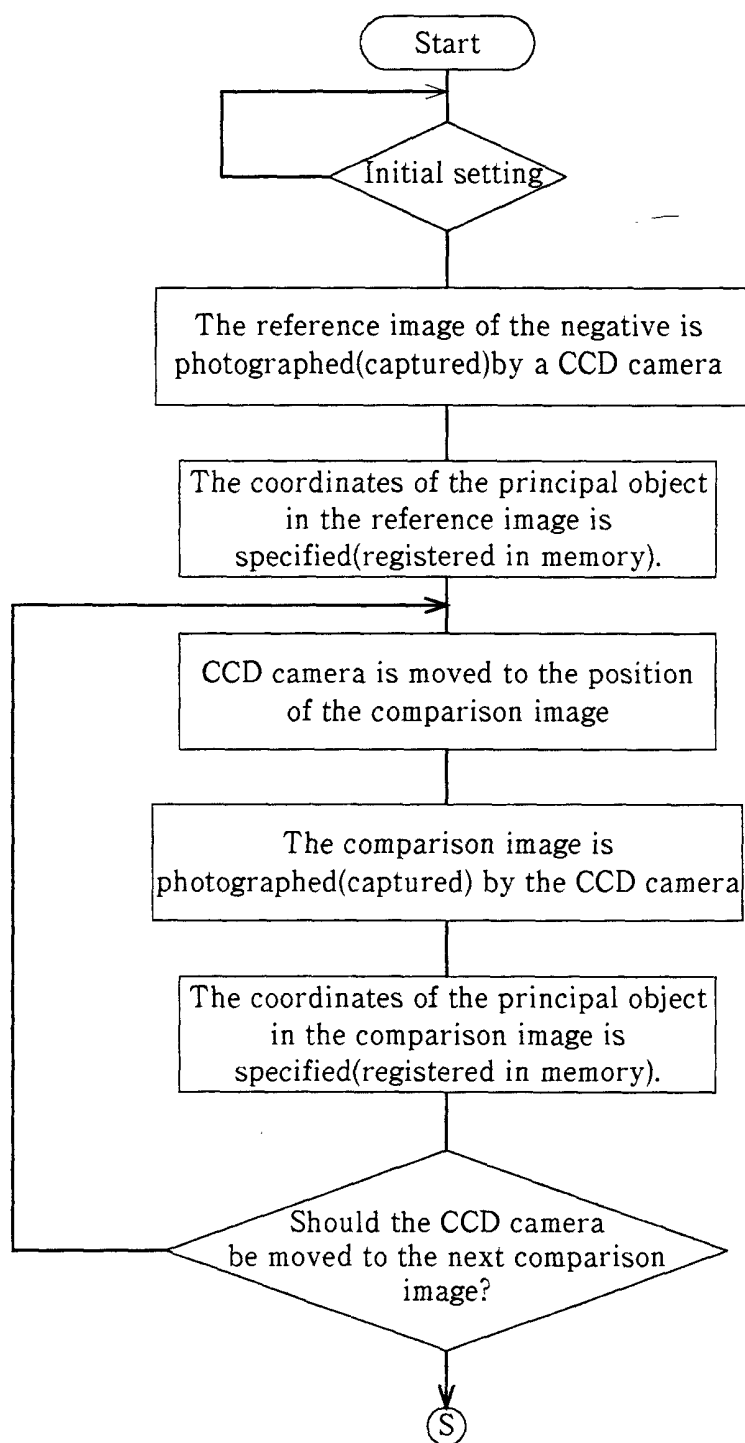 Start
Initial setting
The reference image of the negative is
photographed(captured)by a CCD camera
The coordinates of the principal object
in the reference image is
specified(registered in memory).
CCD camera is moved to the position
of the comparison image
The comparison image is
photographed(captured) by the CCD camera
The coordinates of the principal object
in the comparison image is
specified(registered in memory).
Should the CCD camera
be moved to the next comparison
image?
S